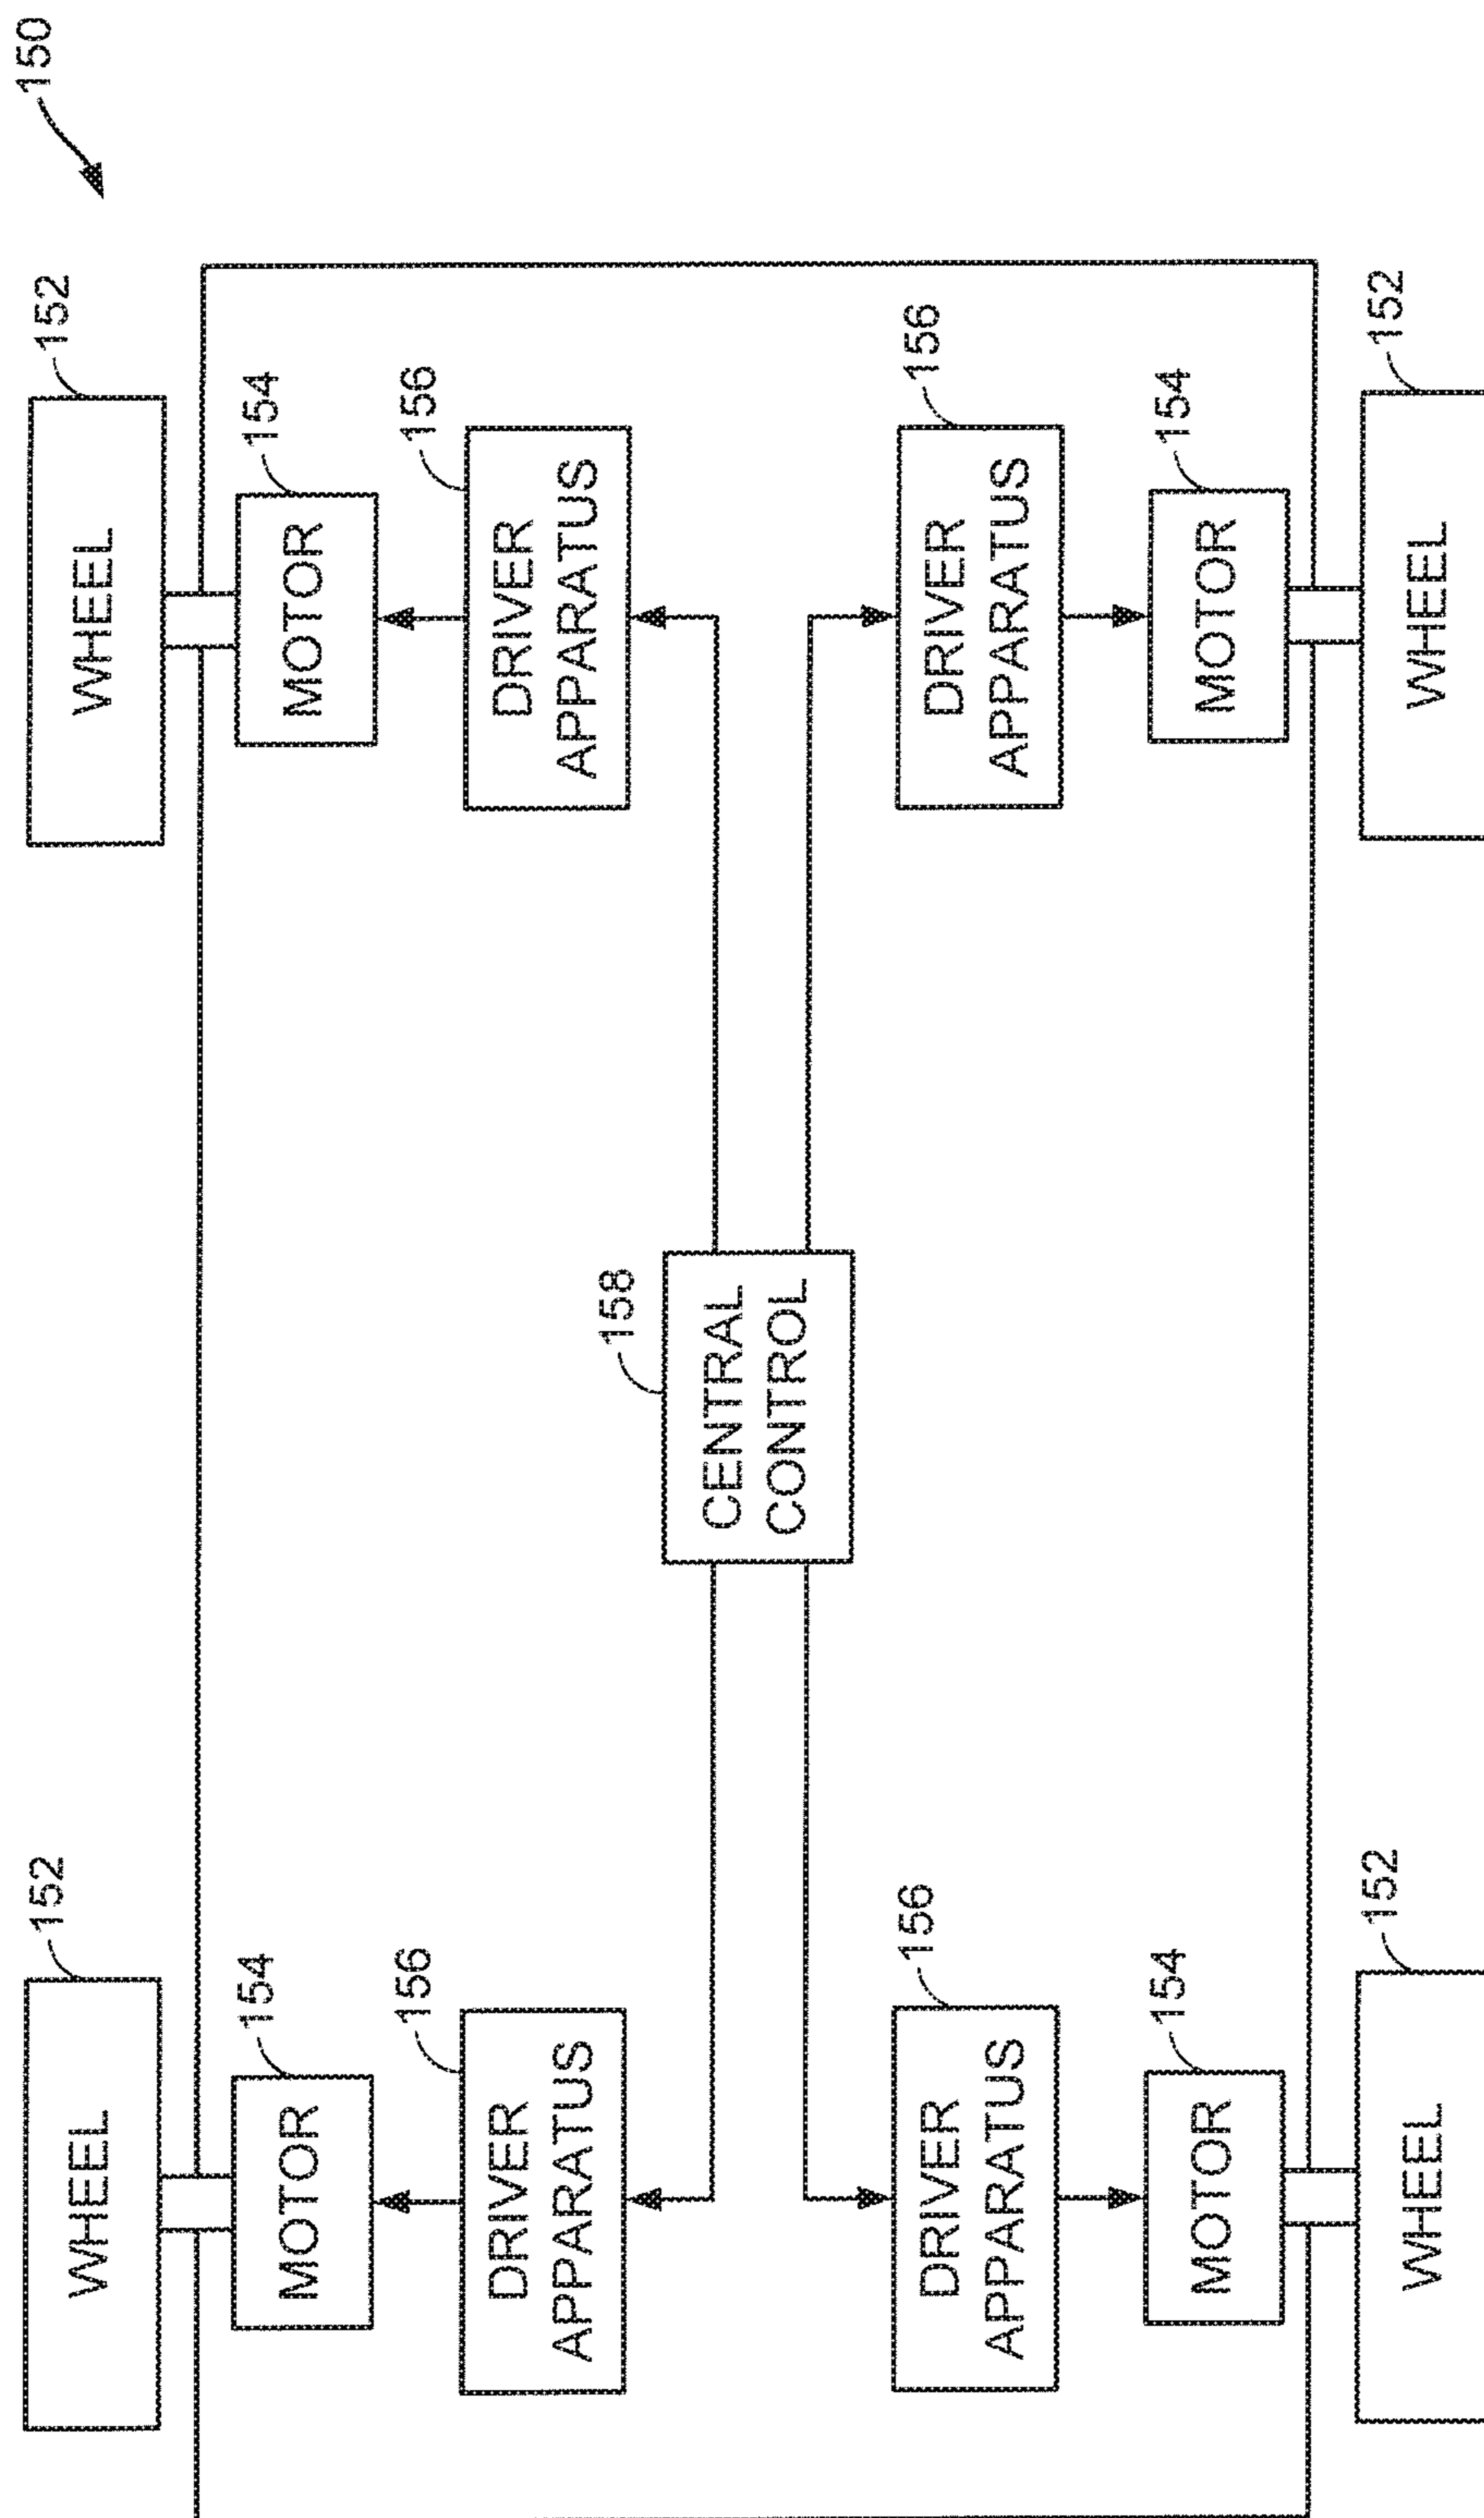 150
152
WHEEL
154
MOTOR
156
DRIVER
APPARATUS
152
WHEEL
154
MOTOR
156
DRIVER
APPARATUS
158
CENTRAL
CONTROL
156
DRIVER
APPARATUS
154
MOTOR
152
WHEEL
156
DRIVER
APPARATUS
154
MOTOR
152
WHEEL